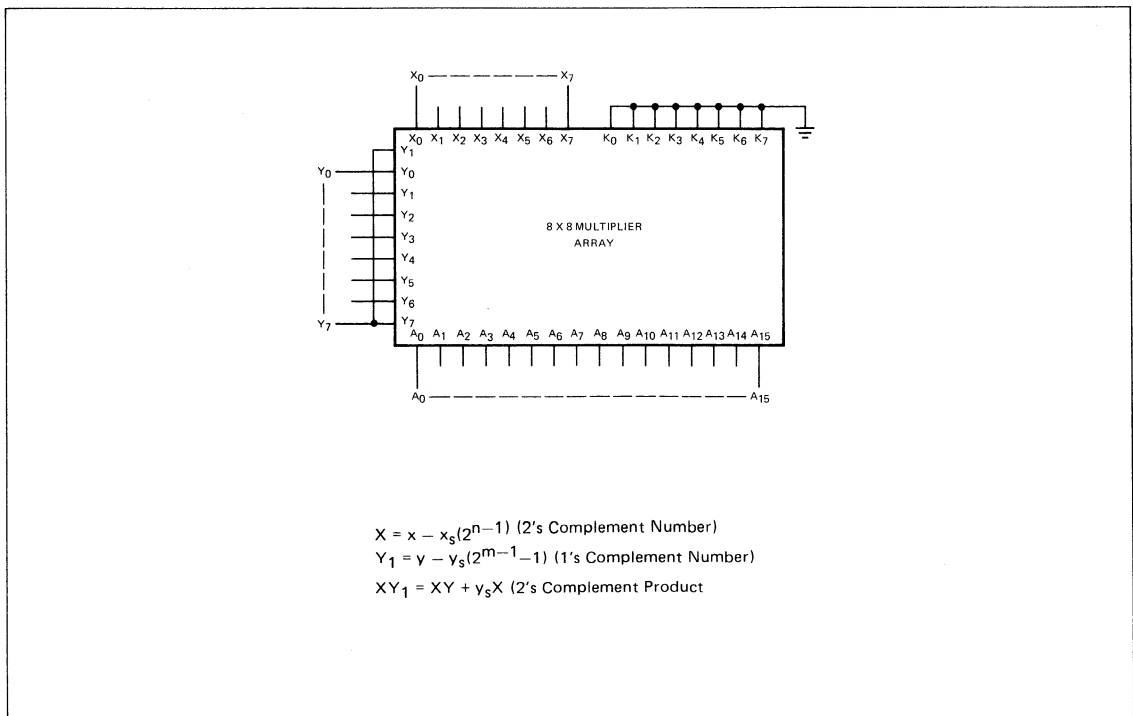 X0 X7
X0 X1 X2 X3 X4 X5 X6 X7 K0 K1 K2 K3 K4 K5 K6 K7
Y1
Y0 Y0
Y1
Y2
8 X 8 MULTIPLIER
Y3
ARRAY
Y4
Y5
Y6
Y7 Y7
A0 A1 A2 A3 A4 A5 A6 A7 A8 A9 A10 A11 A12 A13 A14 A15
A0 A15
X = x − xs(2^n−1) (2's Complement Number)
Y1 = y − ys(2^m−1−1) (1's Complement Number)
XY1 = XY + ysX (2's Complement Product